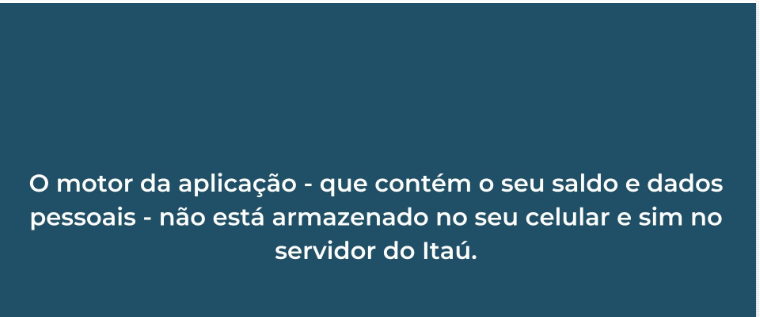 O motor da aplicação - que contém o seu saldo e dados
pessoais - não está armazenado no seu celular e sim no
servidor do Itaú.